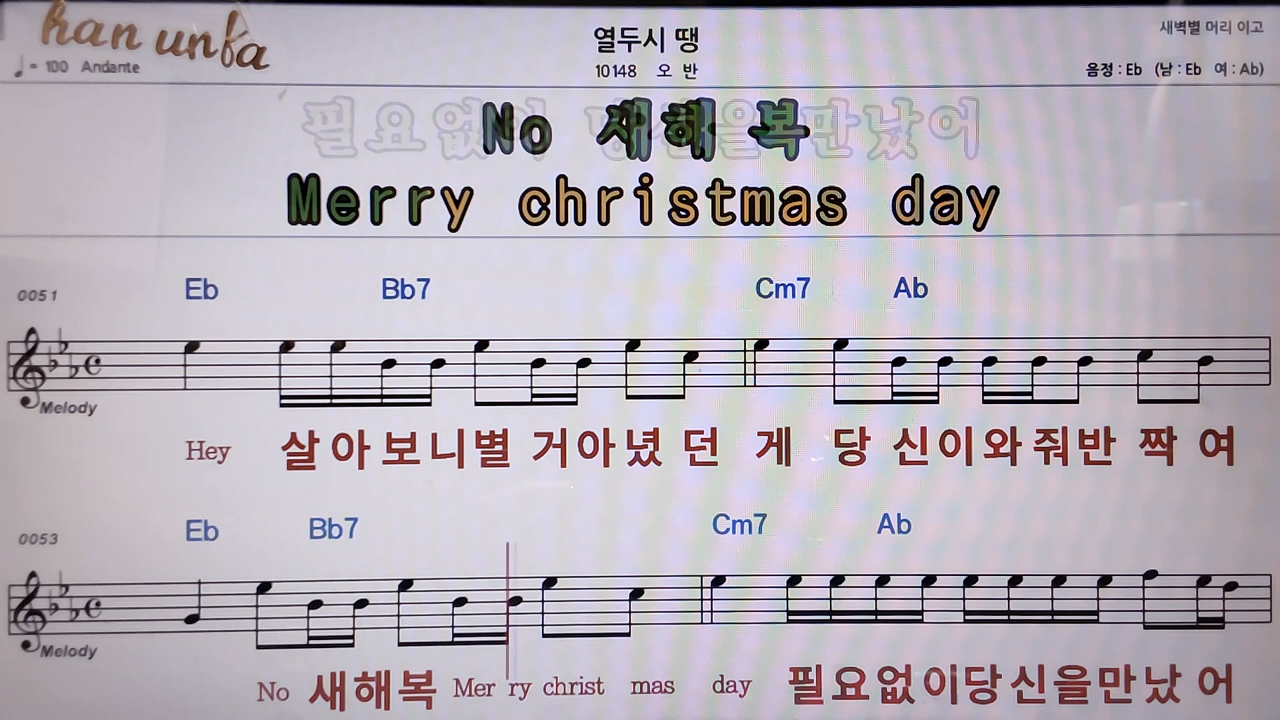 han unba
열두시 땡
새벽별 머리 이고
♩= 100 Andante
10148 오 반
음정 : Eb (남 : Eb 여 : Ab)
필요없이 당신을만났어
No 새해 복
Merry christmas day
0051
Eb Bb7 Cm7 Ab
Melody
Hey 살 아 보니별 거아녔 던 게 당 신이와줘반 짝 여
0053
Eb Bb7 Cm7 Ab
Melody
No 새해복 Mer ry christ mas day 필요없이당신을만났 어